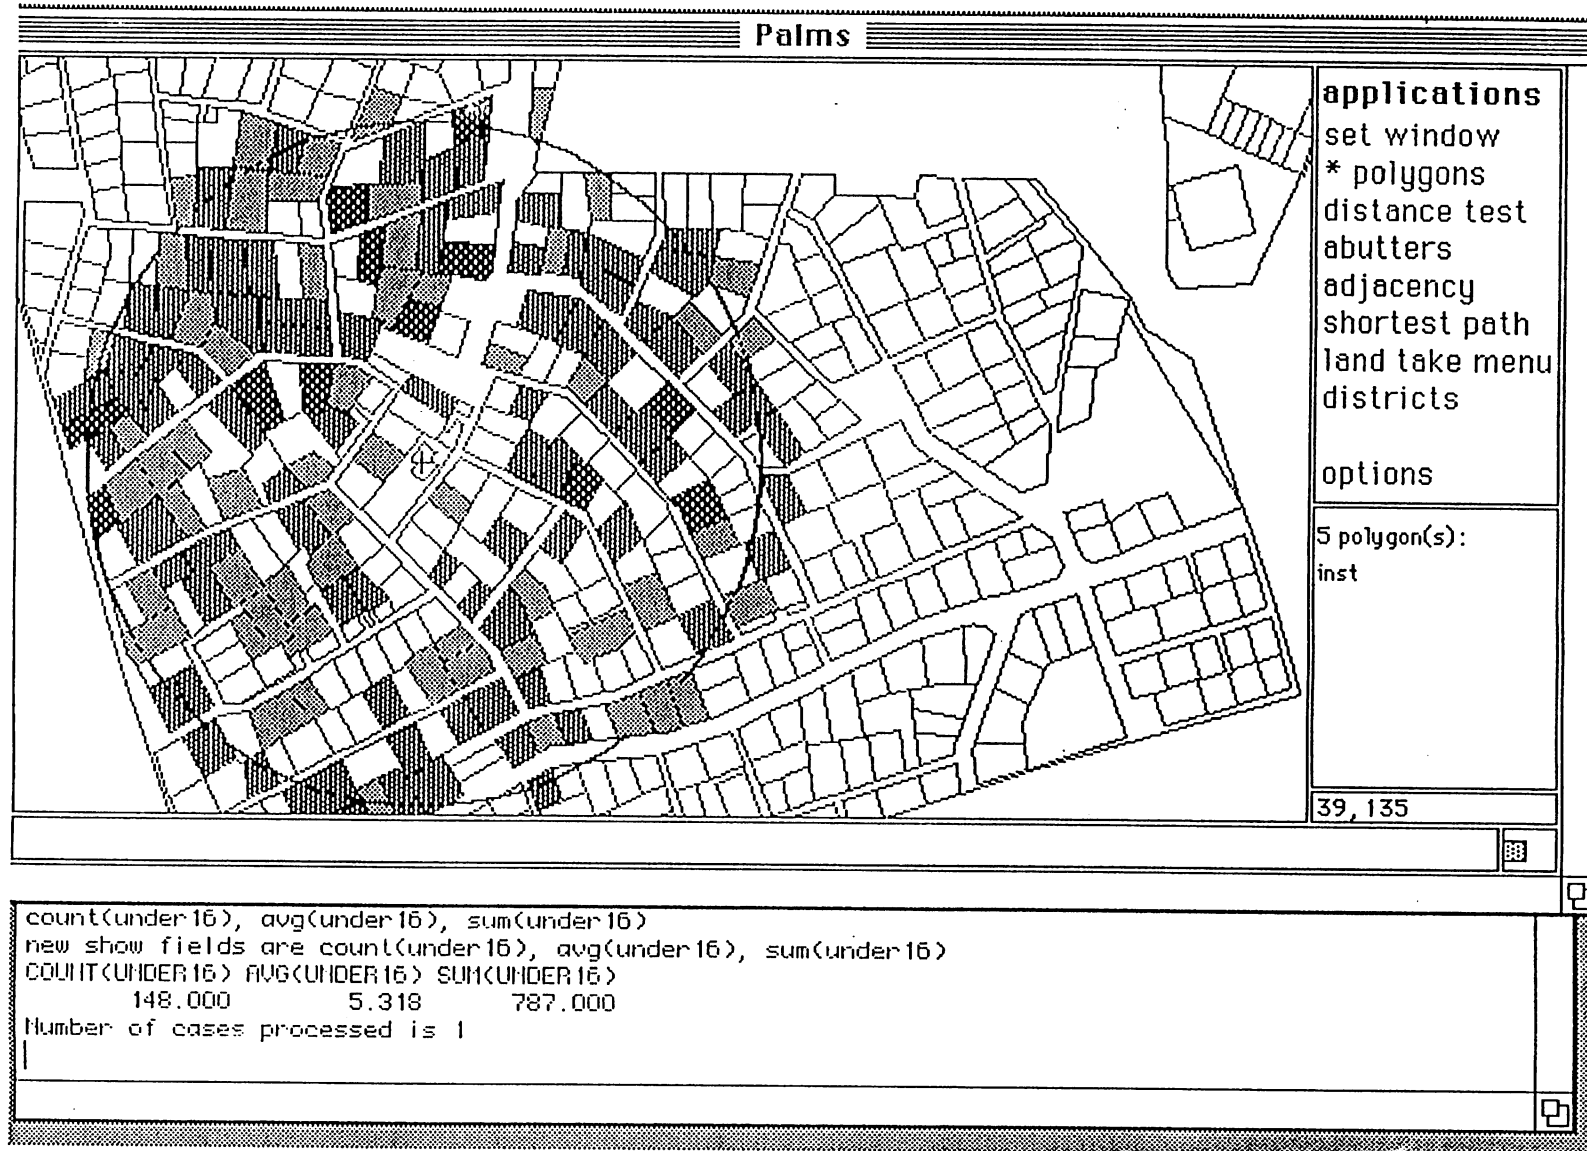 Palms
applications
set window
* polygons
distance test
abutters
adjacency
shortest path
land take menu
districts
options
5 polygon(s):
inst
39,135
count(under16), avg(under16), sum(under16)
new show fields are count(under16), avg(under16), sum(under16)
COUNT(UNDER16) AVG(UNDER16) SUM(UNDER16)
148.000 5.318 787.000
Number of cases processed is 1